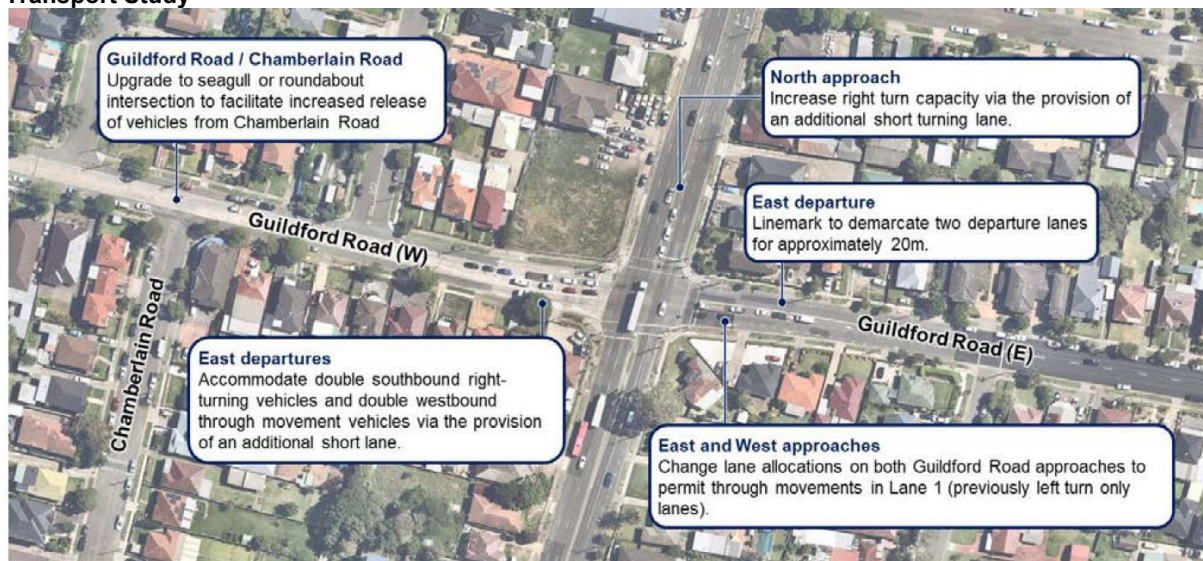 Transport Study
Guildford Road / Chamberlain Road
Upgrade to seagull or roundabout
intersection to facilitate increased release
of vehicles from Chamberlain Road
North approach
Increase right turn capacity via the provision of
an additional short turning lane.
East departure
Linemark to demarcate two departure lanes
for approximately 20m.
Guildford Road (W)
Guildford Road (E)
Chamberlain Road
East departures
Accommodate double southbound right-
turning vehicles and double westbound
through movement vehicles via the provision
of an additional short lane.
East and West approaches
Change lane allocations on both Guildford Road approaches to
permit through movements in Lane 1 (previously left turn only
lanes).